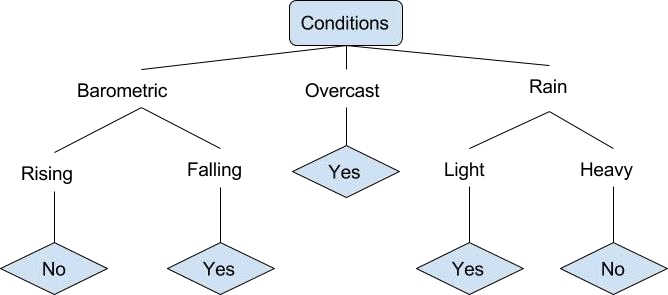 Conditions
Barometric
Overcast
Rain
Rising
Falling
Yes
Light
Heavy
No
Yes
Yes
No